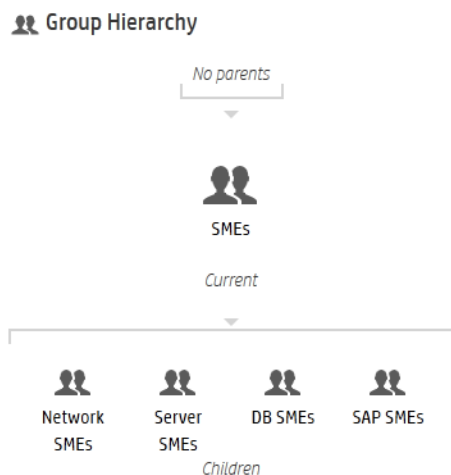 Group Hierarchy
No parents
SMEs
Current
Network Server DB SMEs SAP SMEs
SMEs SMEs
Children